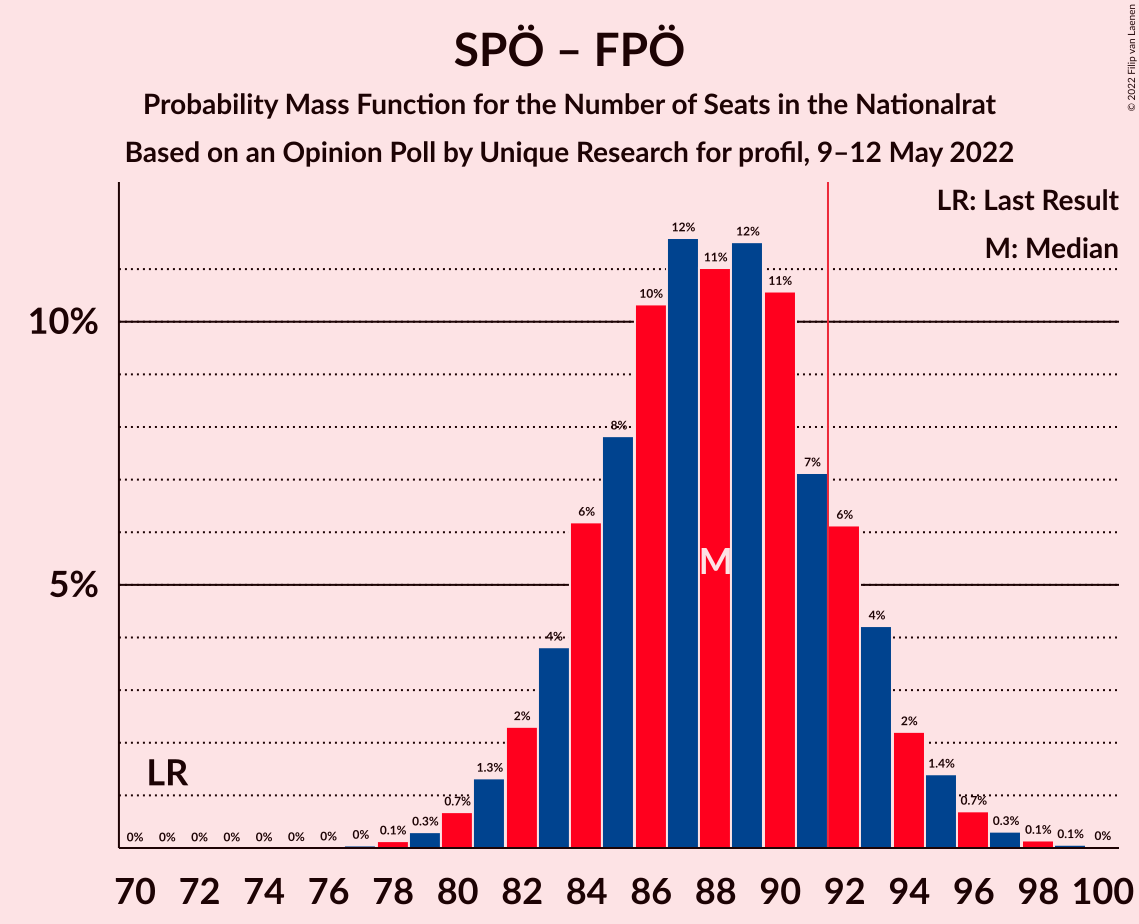 SPÖ – FPÖ
Probability Mass Function for the Number of Seats in the Nationalrat
Based on an Opinion Poll by Unique Research for profil, 9–12 May 2022
© 2022 Filip van Laenen
LR: Last Result
M: Median
10%
5%
LR
M
0% 0% 0% 0% 0% 0% 0% 0% 0.1% 0.3% 0.7% 1.3% 2% 4% 6% 8% 10% 12% 11% 12% 11% 7% 6% 4% 2% 1.4% 0.7% 0.3% 0.1% 0.1% 0%
70 72 74 76 78 80 82 84 86 88 90 92 94 96 98 100